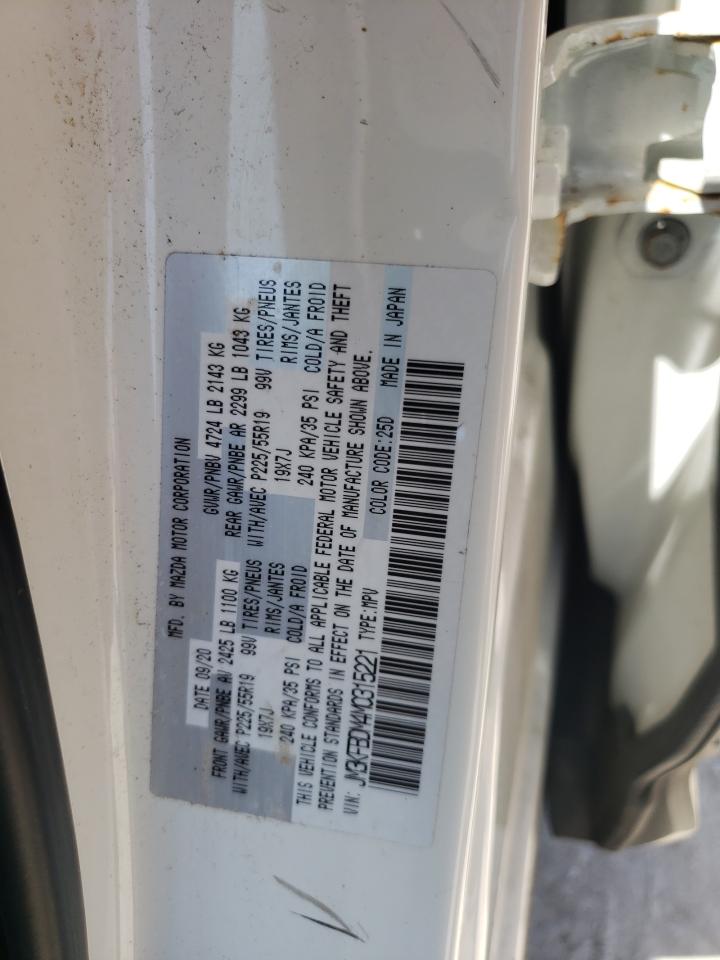 MFD. BY MAZDA MOTOR CORPORATION
DATE 09/20 GVWR/PNBV 4724 LB 2143 KG
FRONT GAWR/PNBE AV 2425 LB 1100 KG REAR GAWR/PNBE AR 2299 LB 1043 KG
WITH/AVEC P225/55R19 99V TIRES/PNEUS WITH/AVEC P225/55R19 99V TIRES/PNEUS
19X7J RIMS/JANTES 19X7J RIMS/JANTES
240 KPA/35 PSI COLD/A FROID 240 KPA/35 PSI COLD/A FROID
THIS VEHICLE CONFORMS TO ALL APPLICABLE FEDERAL MOTOR VEHICLE SAFETY AND THEFT
PREVENTION STANDARDS IN EFFECT ON THE DATE OF MANUFACTURE SHOWN ABOVE.
VIN: JM3KFBDM4M0315221 TYPE:MPV COLOR CODE:25D MADE IN JAPAN